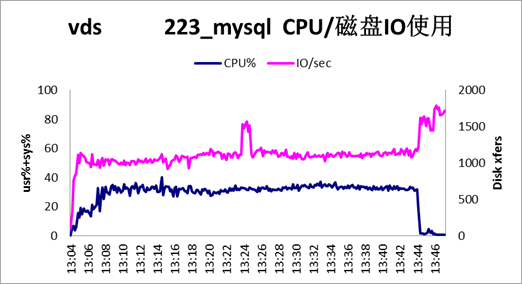 vds 223_mysql CPU/磁盘IO使用
CPU% IO/sec
usr%+sys%
100
80
60
40
20
0
2000
1500
1000
500
0
Disk xfers
13:04 13:06 13:08 13:10 13:12 13:14 13:16 13:18 13:20 13:22 13:24 13:26 13:28 13:30 13:32 13:34 13:36 13:38 13:40 13:42 13:44 13:46